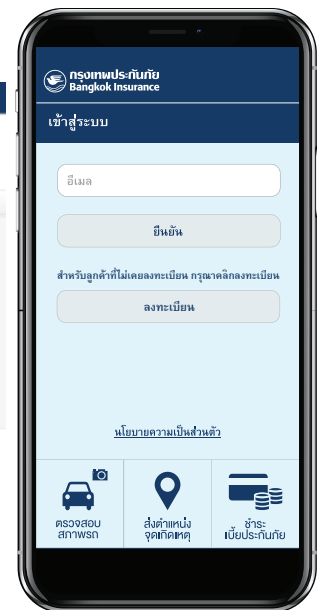 กรุงเทพประกันภัย
Bangkok Insurance
เข้าสู่ระบบ
อีเมล
ยืนยัน
สำหรับลูกค้าที่ไม่เคยลงทะเบียน กรุณาคลิกลงทะเบียน
ลงทะเบียน
นโยบายความเป็นส่วนตัว
ตรวจสอบ
สภาพรถ
ส่งตำแหน่ง
จุดเกิดเหตุ
ชำระ
เบี้ยประกันภัย